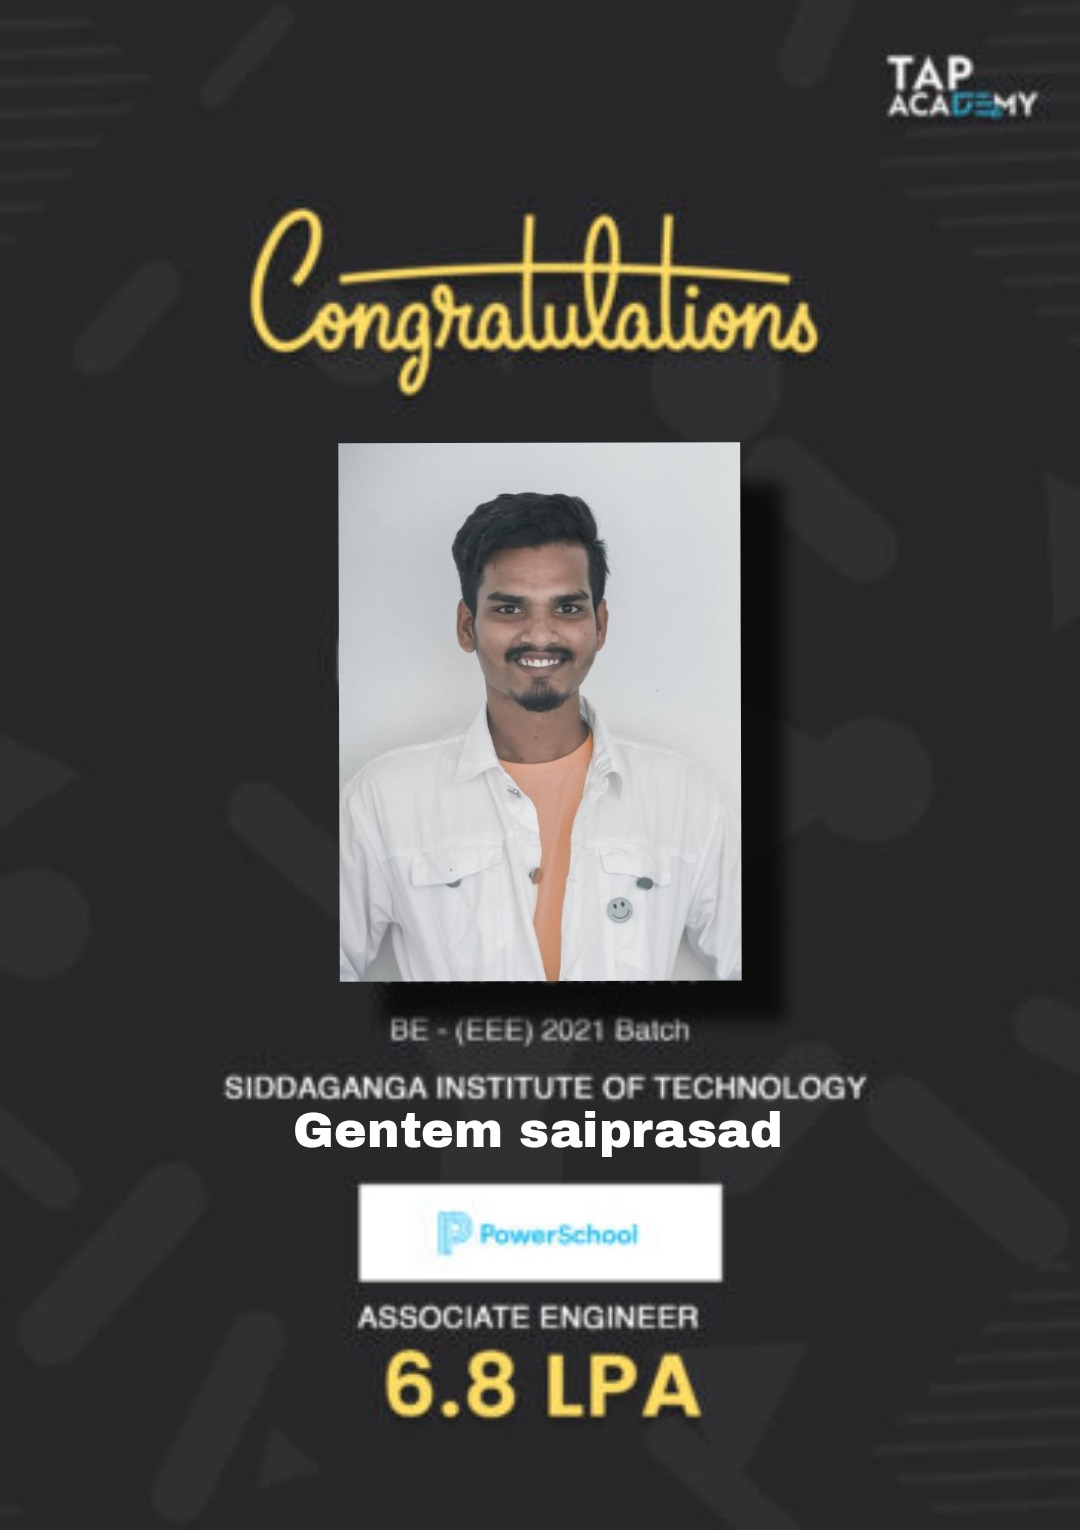 TAP
ACADEMY
Congratulations
BE - (EEE) 2021 Batch
SIDDAGANGA INSTITUTE OF TECHNOLOGY
Gentem saiprasad
PowerSchool
ASSOCIATE ENGINEER
6.8 LPA